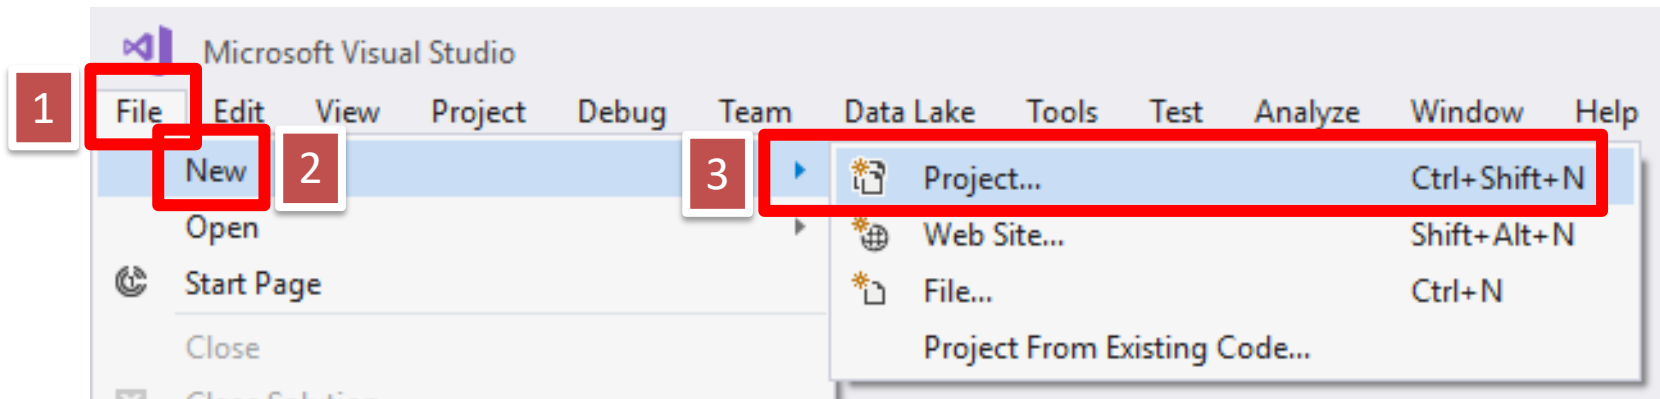 Microsoft Visual Studio
1
File Edit View Project Debug Team Data Lake Tools Test Analyze Window Help
New 2 3 Project... Ctrl+Shift+N
Open Web Site... Shift+Alt+N
Start Page File... Ctrl+N
Close Project From Existing Code...